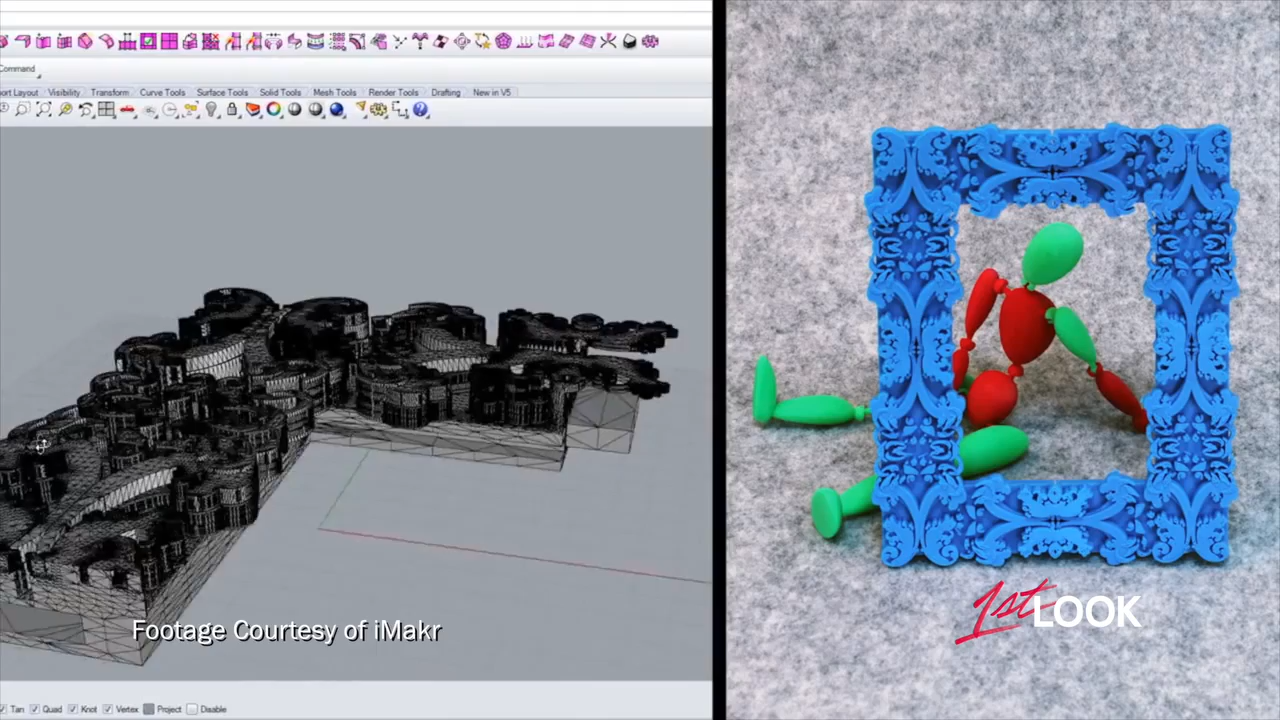 Command
ort Layout Visibility Transform Curve Tools Surface Tools Solid Tools Mesh Tools Render Tools Drafting New in V5
Footage Courtesy of iMakr
1st LOOK
Tan Quad Knot Vertex Project Disable